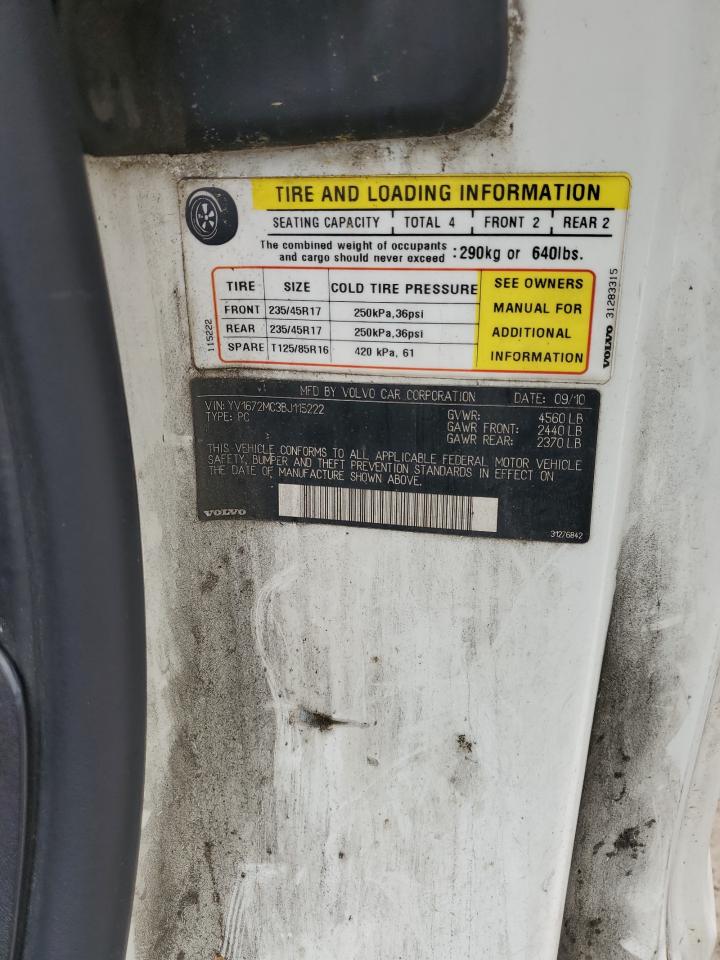 TIRE AND LOADING INFORMATION
SEATING CAPACITY TOTAL 4 FRONT 2 REAR 2
The combined weight of occupants and cargo should never exceed : 290kg or 640lbs.
TIRE SIZE COLD TIRE PRESSURE
FRONT 235/45R17 250kPa,36psi
REAR 235/45R17 250kPa,36psi
SPARE T125/85R16 420 kPa, 61
SEE OWNERS
MANUAL FOR
ADDITIONAL
INFORMATION
115222
VOLVO 31283315
MFD BY VOLVO CAR CORPORATION DATE: 09/10
VIN: YV1672MC3BJ115222
TYPE: PC
GVWR: 4560 LB
GAWR FRONT: 2440 LB
GAWR REAR: 2370 LB
THIS VEHICLE CONFORMS TO ALL APPLICABLE FEDERAL MOTOR VEHICLE
SAFETY, BUMPER AND THEFT PREVENTION STANDARDS IN EFFECT ON
THE DATE OF MANUFACTURE SHOWN ABOVE.
VOLVO
31276842